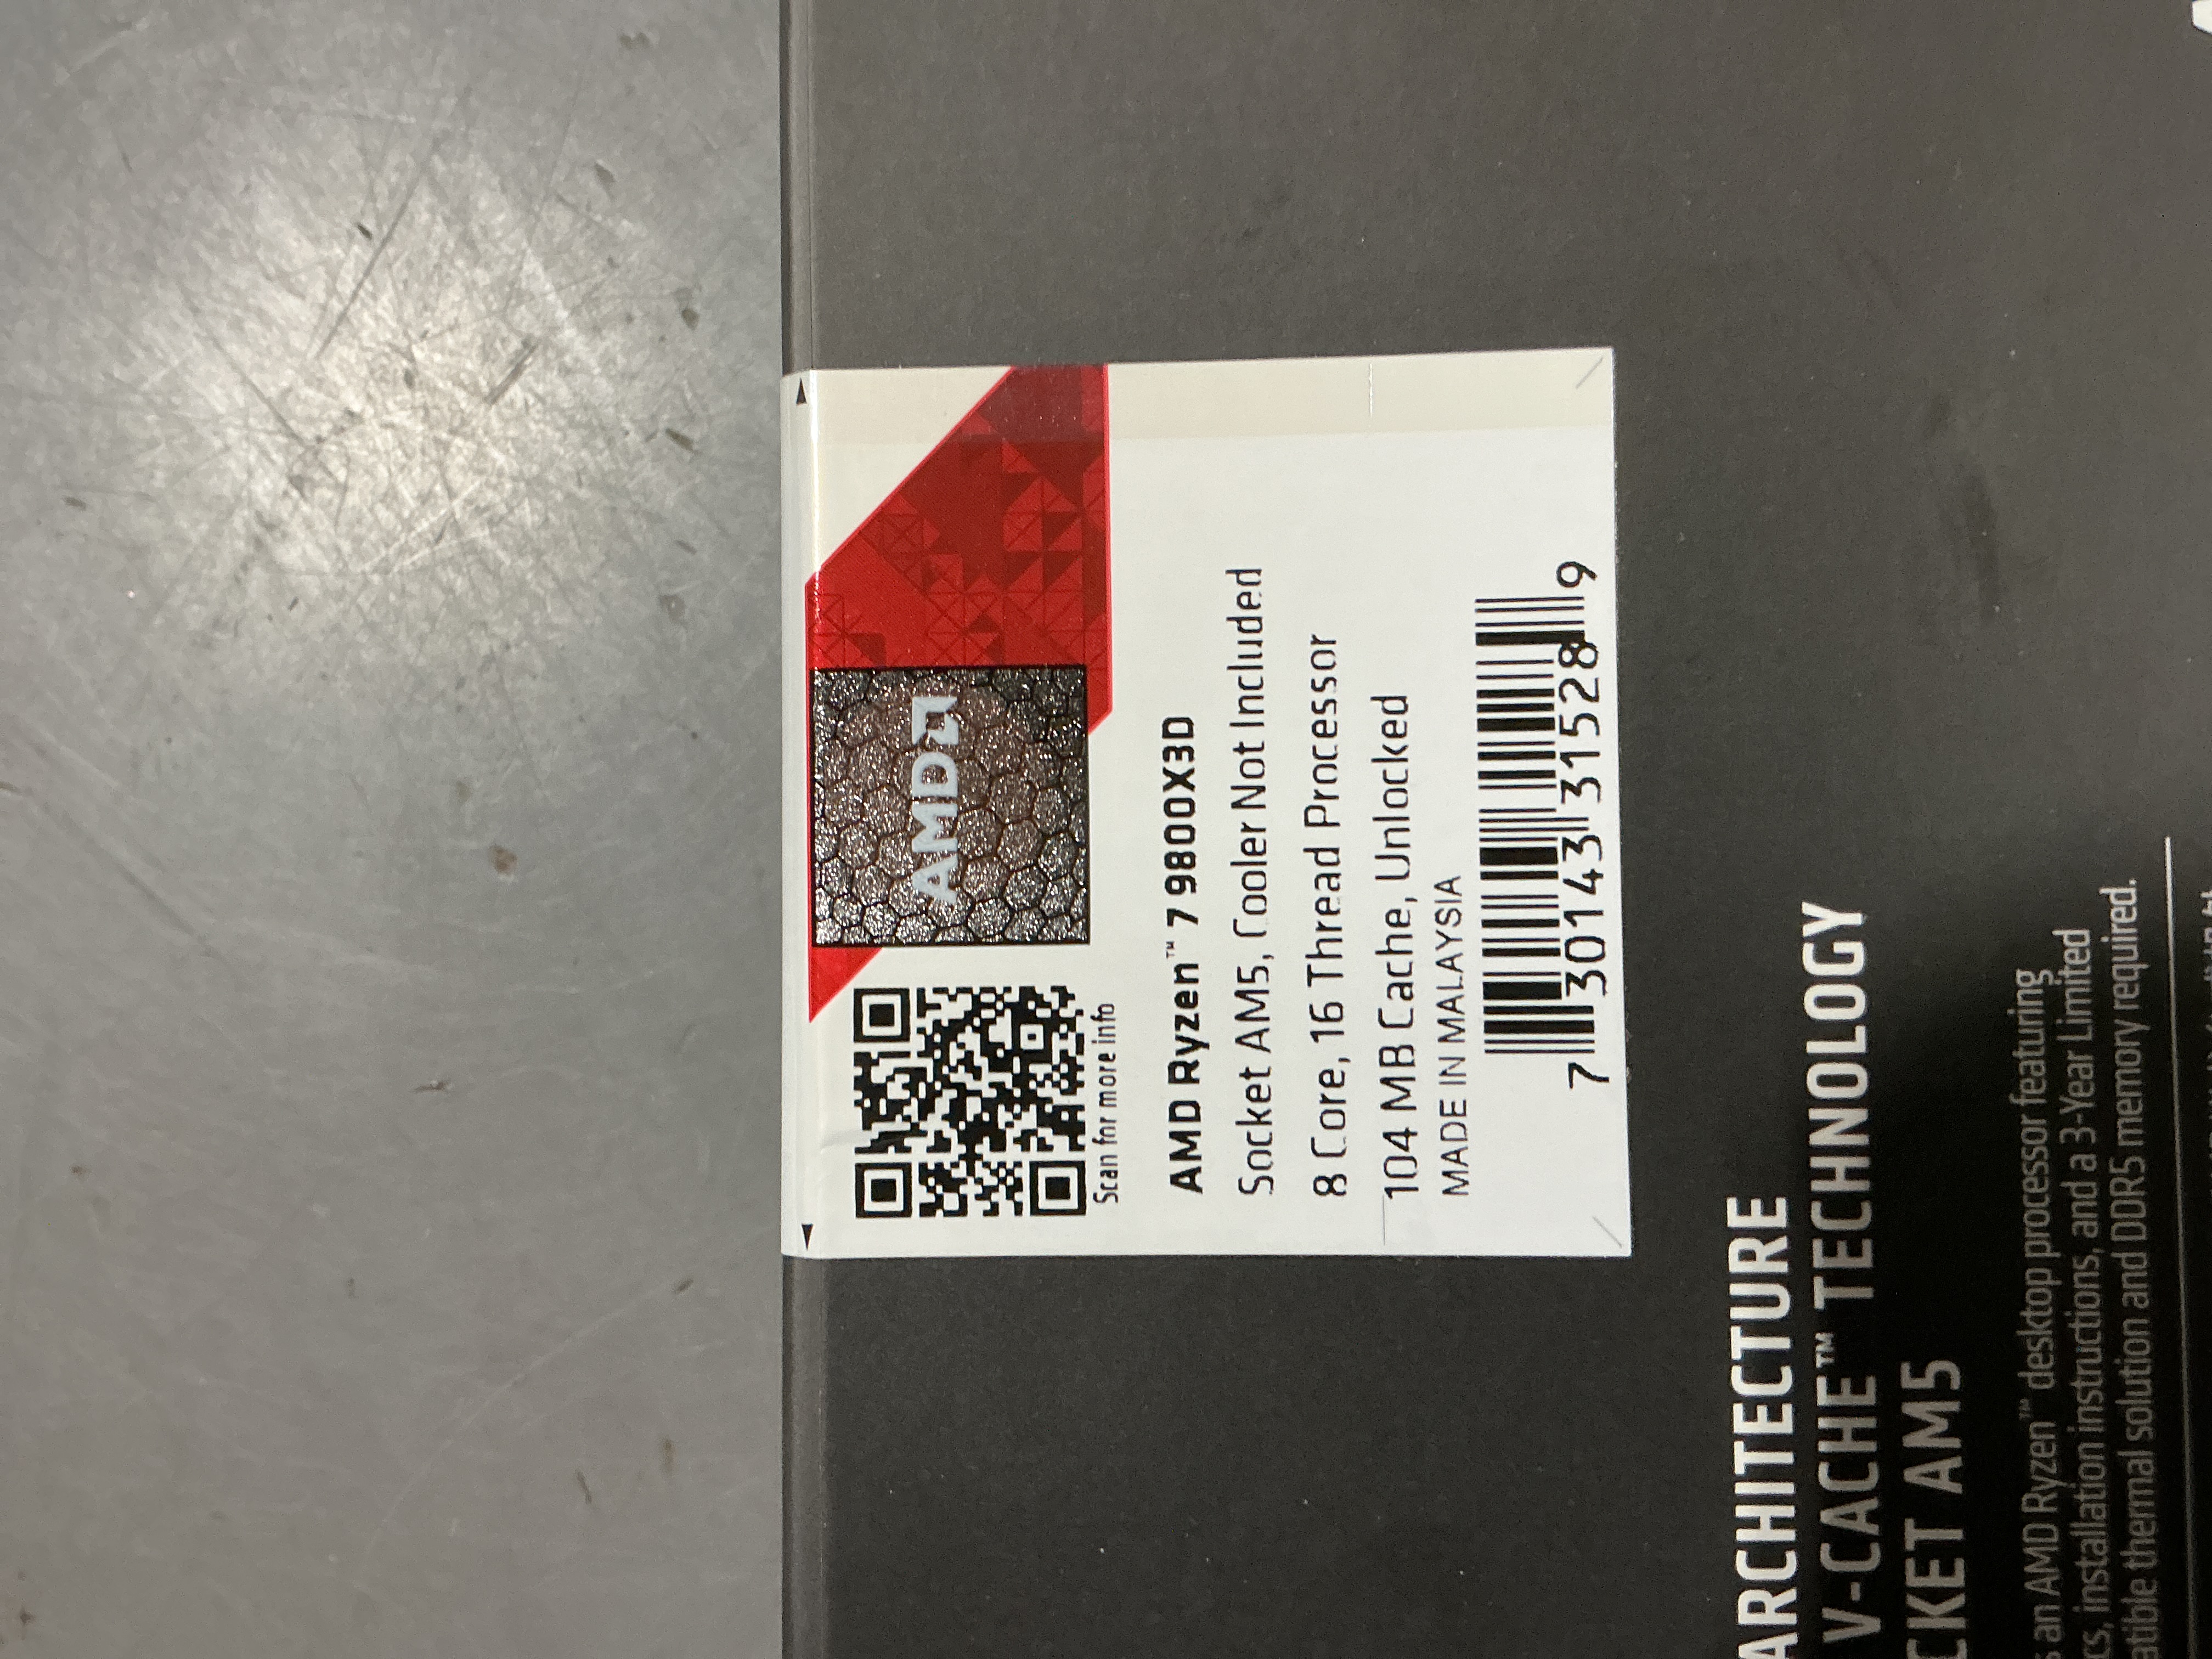 AMD
Scan for more info
AMD Ryzen™ 7 9800X3D
Socket AM5, Cooler Not Included
8 Core, 16 Thread Processor
104 MB Cache, Unlocked
MADE IN MALAYSIA
7 30143 31528 9
ARCHITECTURE
V-CACHE™ TECHNOLOGY
CKET AM5
s an AMD Ryzen™ desktop processor featuring
cs, installation instructions, and a 3-Year Limited
atible thermal solution and DDR5 memory required.